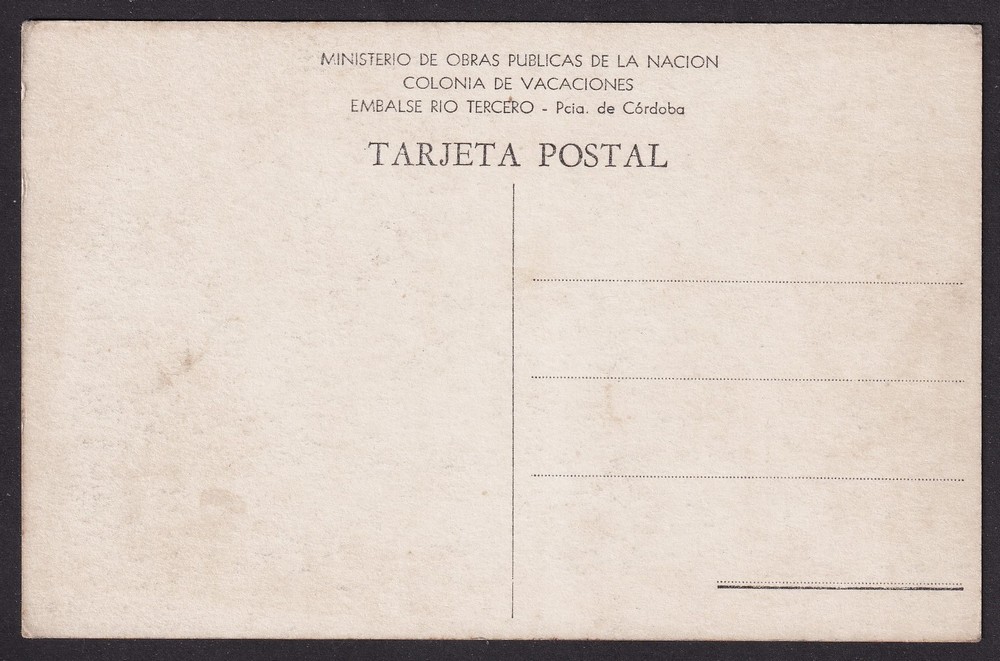 MINISTERIO DE OBRAS PUBLICAS DE LA NACION
COLONIA DE VACACIONES
EMBALSE RIO TERCERO - Pcia. de Córdoba
TARJETA POSTAL